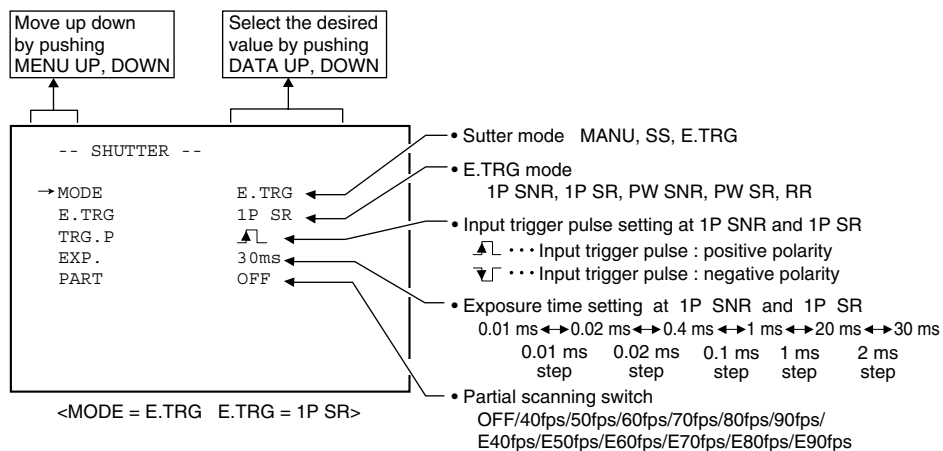 Move up down
by pushing
MENU UP, DOWN
Select the desired
value by pushing
DATA UP, DOWN
-- SHUTTER --
→MODE E.TRG
E.TRG 1P SR
TRG.P
EXP. 30ms
PART OFF
<MODE = E.TRG E.TRG = 1P SR>
• Sutter mode MANU, SS, E.TRG
• E.TRG mode
1P SNR, 1P SR, PW SNR, PW SR, RR
• Input trigger pulse setting at 1P SNR and 1P SR
··· Input trigger pulse : positive polarity
··· Input trigger pulse : negative polarity
• Exposure time setting at 1P SNR and 1P SR
0.01 ms↔0.02 ms↔0.4 ms↔1 ms↔20 ms↔30 ms
0.01 ms 0.02 ms 0.1 ms 1 ms 2 ms
step step step step step
• Partial scanning switch
OFF/40fps/50fps/60fps/70fps/80fps/90fps/
E40fps/E50fps/E60fps/E70fps/E80fps/E90fps